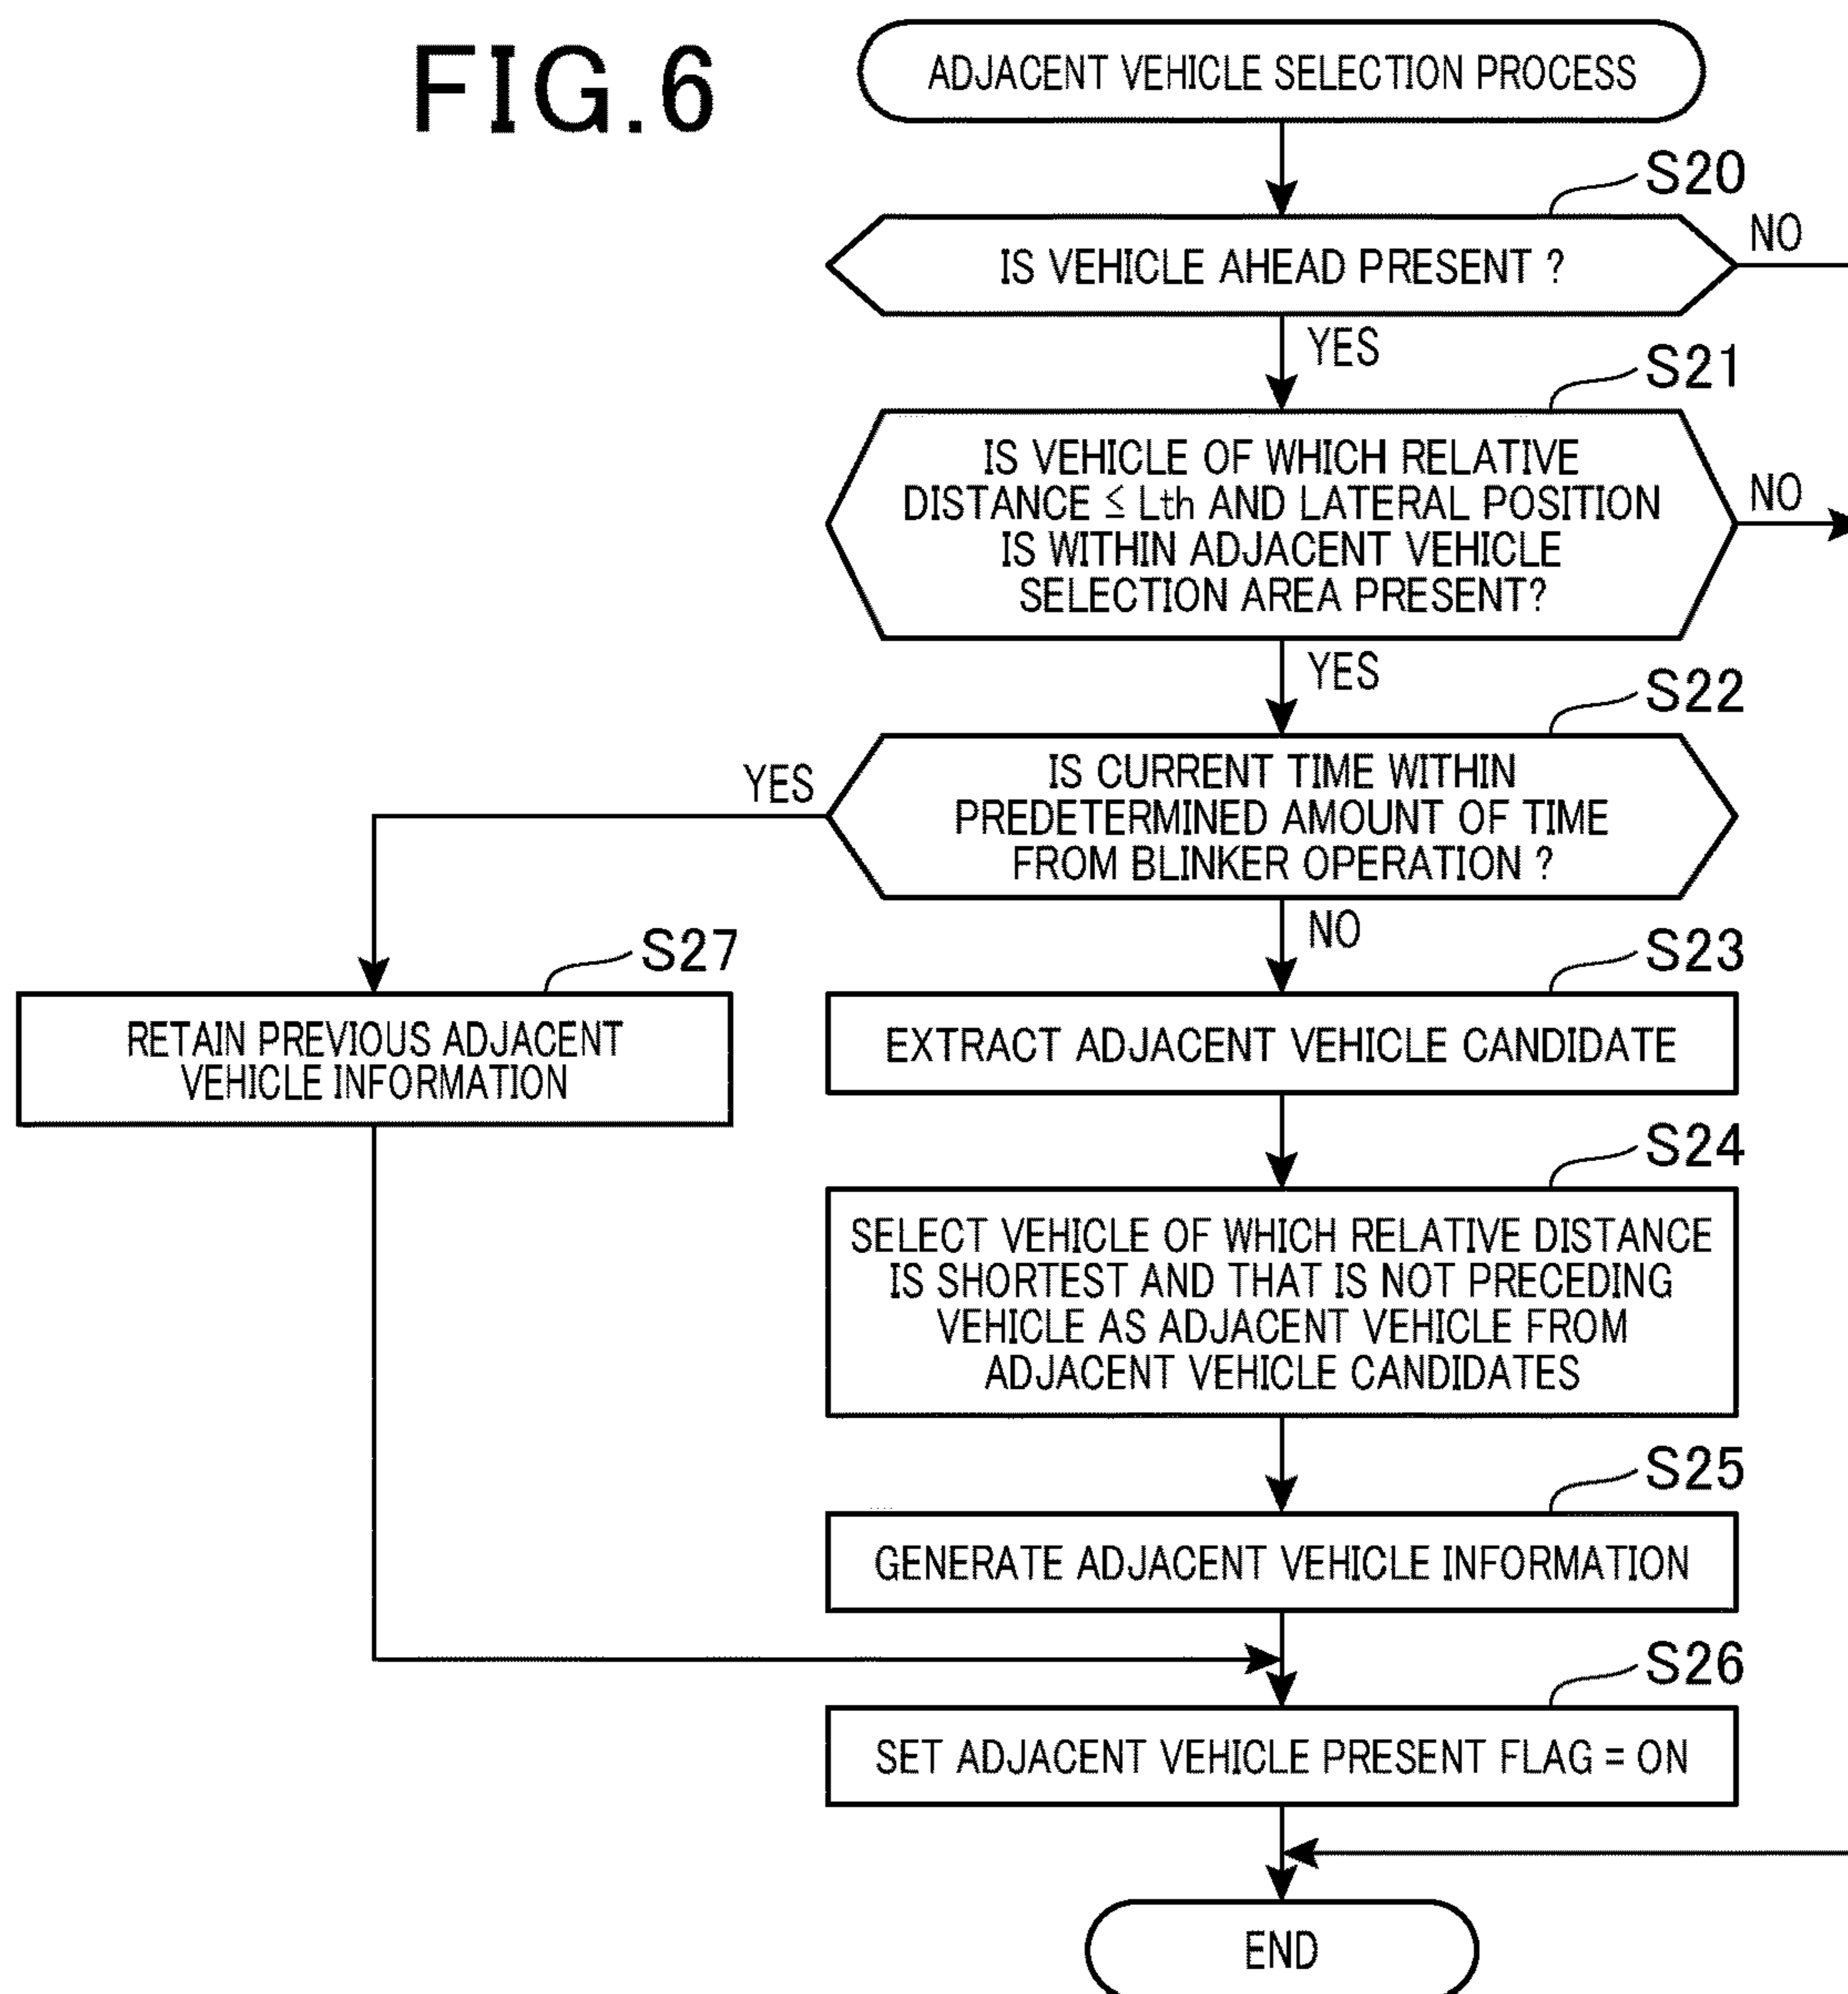 FIG.6
ADJACENT VEHICLE SELECTION PROCESS
S20
IS VEHICLE AHEAD PRESENT ?
NO
YES
S21
IS VEHICLE OF WHICH RELATIVE
DISTANCE ≤ Lth AND LATERAL POSITION
IS WITHIN ADJACENT VEHICLE
SELECTION AREA PRESENT?
NO
YES
S22
IS CURRENT TIME WITHIN
PREDETERMINED AMOUNT OF TIME
FROM BLINKER OPERATION ?
YES
NO
S27
RETAIN PREVIOUS ADJACENT
VEHICLE INFORMATION
S23
EXTRACT ADJACENT VEHICLE CANDIDATE
S24
SELECT VEHICLE OF WHICH RELATIVE DISTANCE
IS SHORTEST AND THAT IS NOT PRECEDING
VEHICLE AS ADJACENT VEHICLE FROM
ADJACENT VEHICLE CANDIDATES
S25
GENERATE ADJACENT VEHICLE INFORMATION
S26
SET ADJACENT VEHICLE PRESENT FLAG = ON
END